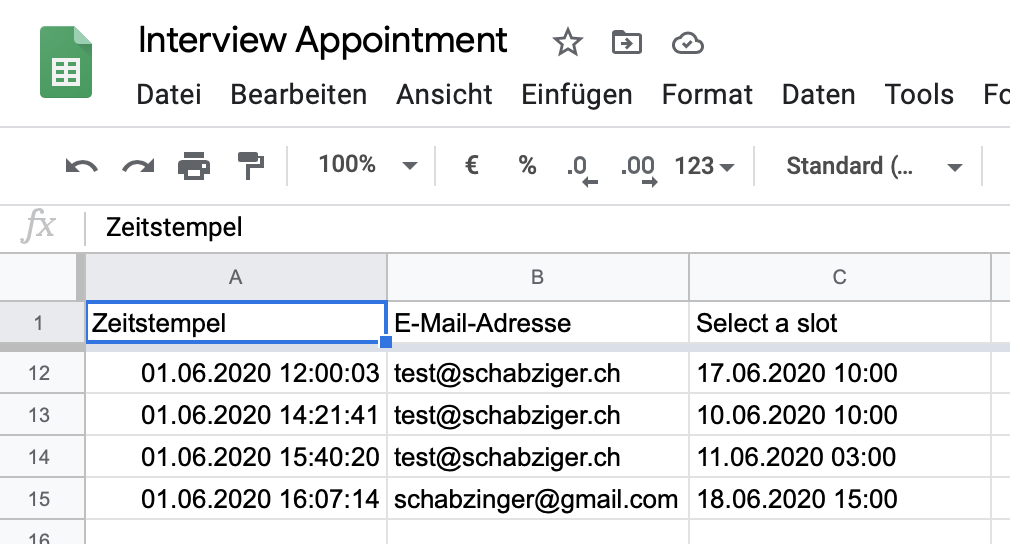 Interview Appointment
Datei Bearbeiten Ansicht Einfügen Format Daten Tools Fo
100% € % .0 .00 123 Standard (...
fx Zeitstempel
A B C
1 Zeitstempel E-Mail-Adresse Select a slot
12 01.06.2020 12:00:03 test@schabziger.ch 17.06.2020 10:00
13 01.06.2020 14:21:41 test@schabziger.ch 10.06.2020 10:00
14 01.06.2020 15:40:20 test@schabziger.ch 11.06.2020 03:00
15 01.06.2020 16:07:14 schabzinger@gmail.com 18.06.2020 15:00
16